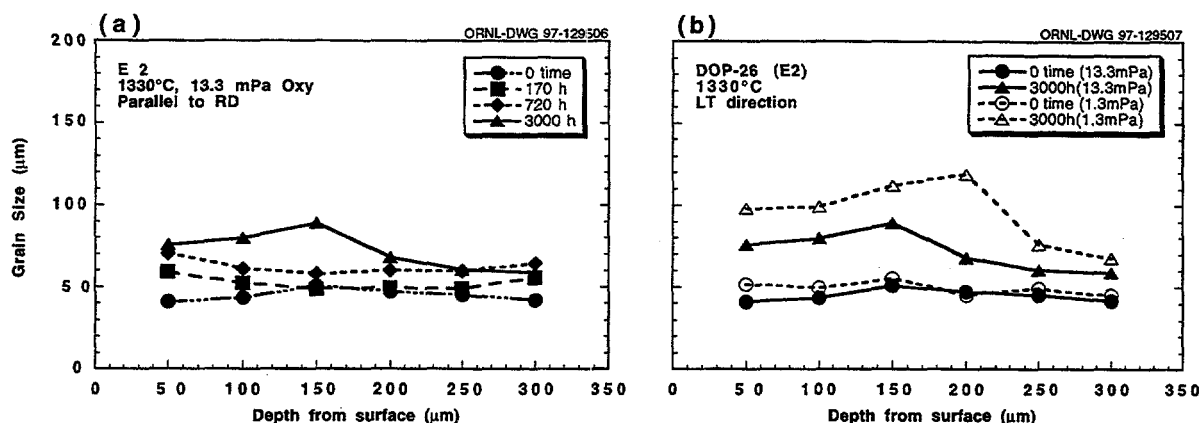 (a)
ORNL-DWG 97-129506
E 2
1330°C, 13.3 mPa Oxy
Parallel to RD
0 time
170 h
720 h
3000 h
200
150
100
50
0
Grain Size (μm)
0 50 100 150 200 250 300 350
Depth from surface (μm)
(b)
ORNL-DWG 97-129507
DOP-26 (E2)
1330°C
LT direction
0 time (13.3mPa)
3000h(13.3mPa)
0 time (1.3mPa)
3000h(1.3mPa)
0 50 100 150 200 250 300 350
Depth from surface (μm)